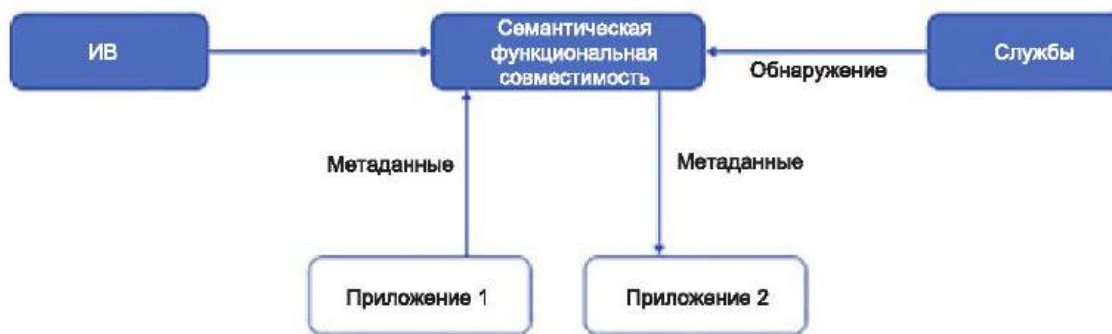 ИВ
Семантическая
функциональная
совместимость
Обнаружение
Службы
Метаданные
Метаданные
Приложение 1
Приложение 2